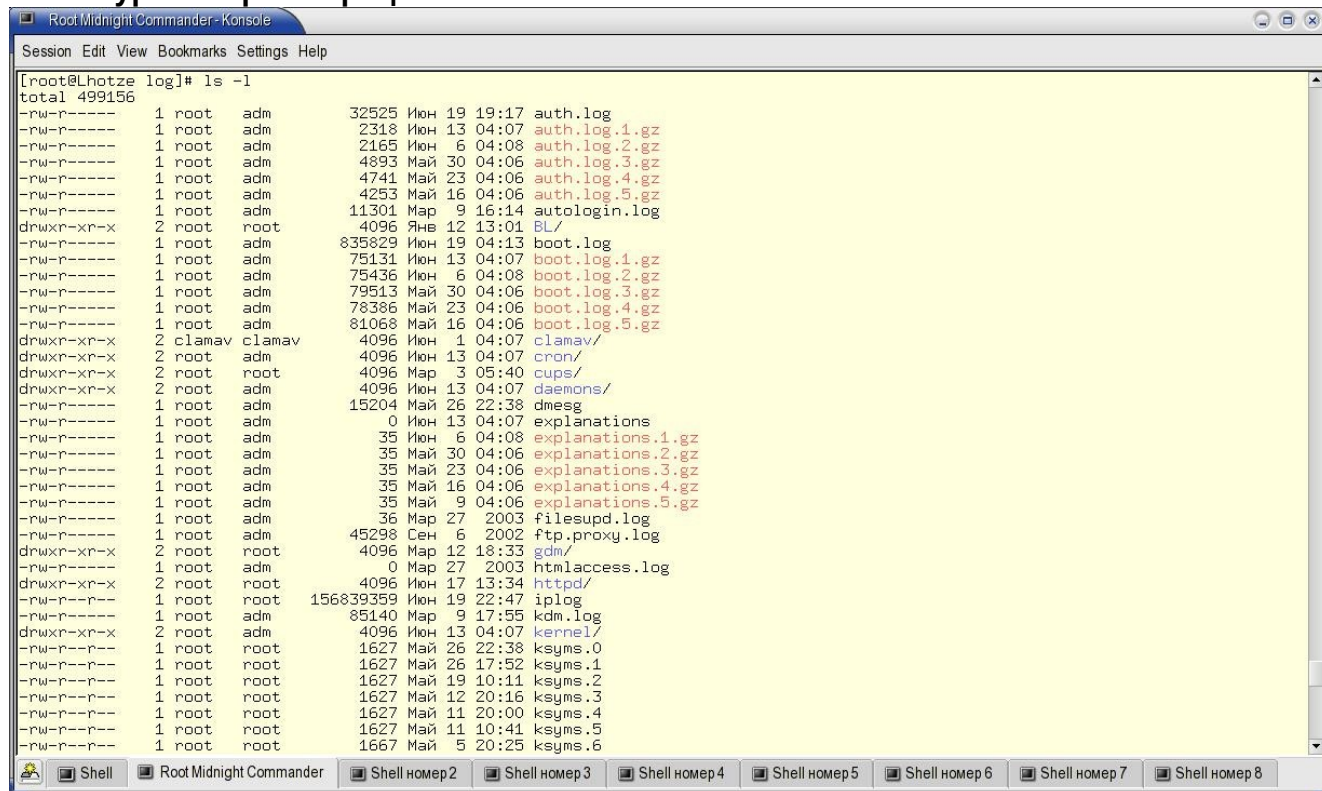 Root Midnight Commander - Konsole
Session Edit View Bookmarks Settings Help
[root@Lhotze log]# ls -l
total 499156
-rw-r----- 1 root adm 32525 Июн 19 19:17 auth.log
-rw-r----- 1 root adm 2318 Июн 13 04:07 auth.log.1.gz
-rw-r----- 1 root adm 2165 Июн 6 04:08 auth.log.2.gz
-rw-r----- 1 root adm 4893 Май 30 04:06 auth.log.3.gz
-rw-r----- 1 root adm 4741 Май 23 04:06 auth.log.4.gz
-rw-r----- 1 root adm 4253 Май 16 04:06 auth.log.5.gz
-rw-r----- 1 root adm 11301 Мар 9 16:14 autologin.log
drwxr-xr-x 2 root root 4096 Янв 12 13:01 BL/
-rw-r----- 1 root adm 835829 Июн 19 04:13 boot.log
-rw-r----- 1 root adm 75131 Июн 13 04:07 boot.log.1.gz
-rw-r----- 1 root adm 75436 Июн 6 04:08 boot.log.2.gz
-rw-r----- 1 root adm 79513 Май 30 04:06 boot.log.3.gz
-rw-r----- 1 root adm 78386 Май 23 04:06 boot.log.4.gz
-rw-r----- 1 root adm 81068 Май 16 04:06 boot.log.5.gz
drwxr-xr-x 2 clamav clamav 4096 Июн 1 04:07 clamav/
drwxr-xr-x 2 root adm 4096 Июн 13 04:07 cron/
drwxr-xr-x 2 root root 4096 Мар 3 05:40 cups/
drwxr-xr-x 2 root adm 4096 Июн 13 04:07 daemons/
-rw-r----- 1 root adm 15204 Май 26 22:38 dmesg
-rw-r----- 1 root adm 0 Июн 13 04:07 explanations
-rw-r----- 1 root adm 35 Июн 6 04:08 explanations.1.gz
-rw-r----- 1 root adm 35 Май 30 04:06 explanations.2.gz
-rw-r----- 1 root adm 35 Май 23 04:06 explanations.3.gz
-rw-r----- 1 root adm 35 Май 16 04:06 explanations.4.gz
-rw-r----- 1 root adm 35 Май 9 04:06 explanations.5.gz
-rw-r----- 1 root adm 36 Мар 27 2003 filesupd.log
-rw-r----- 1 root adm 45298 Сен 6 2002 ftp.proxy.log
drwxr-xr-x 2 root root 4096 Мар 12 18:33 gdm/
-rw-r----- 1 root adm 0 Мар 27 2003 htmlaccess.log
drwxr-xr-x 2 root root 4096 Июн 17 13:34 httpd/
-rw-r--r-- 1 root root 156839359 Июн 19 22:47 iplog
-rw-r----- 1 root adm 85140 Мар 9 17:55 kdm.log
drwxr-xr-x 2 root adm 4096 Июн 13 04:07 kernel/
-rw-r--r-- 1 root root 1627 Май 26 22:38 ksyms.0
-rw-r--r-- 1 root root 1627 Май 26 17:52 ksyms.1
-rw-r--r-- 1 root root 1627 Май 19 10:11 ksyms.2
-rw-r--r-- 1 root root 1627 Май 12 20:16 ksyms.3
-rw-r--r-- 1 root root 1627 Май 11 20:00 ksyms.4
-rw-r--r-- 1 root root 1627 Май 11 10:41 ksyms.5
-rw-r--r-- 1 root root 1667 Май 5 20:25 ksyms.6
Shell Root Midnight Commander Shell номер 2 Shell номер 3 Shell номер 4 Shell номер 5 Shell номер 6 Shell номер 7 Shell номер 8